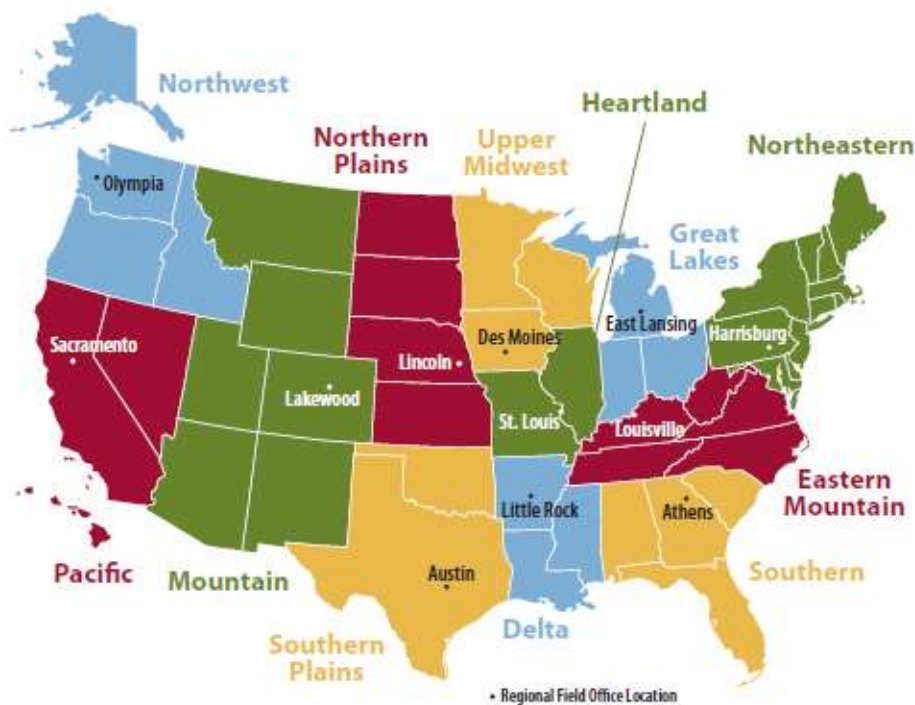 Northwest
Heartland
Northern
Plains
Upper
Midwest
Northeastern
Olympia
Great
Lakes
East Lansing
Harrisburg
Des Moines
Sacramento
Lincoln
Lakewood
St. Louis
Louisville
Eastern
Mountain
Little Rock
Athens
Pacific
Mountain
Austin
Southern
Delta
Southern
Plains
• Regional Field Office Location